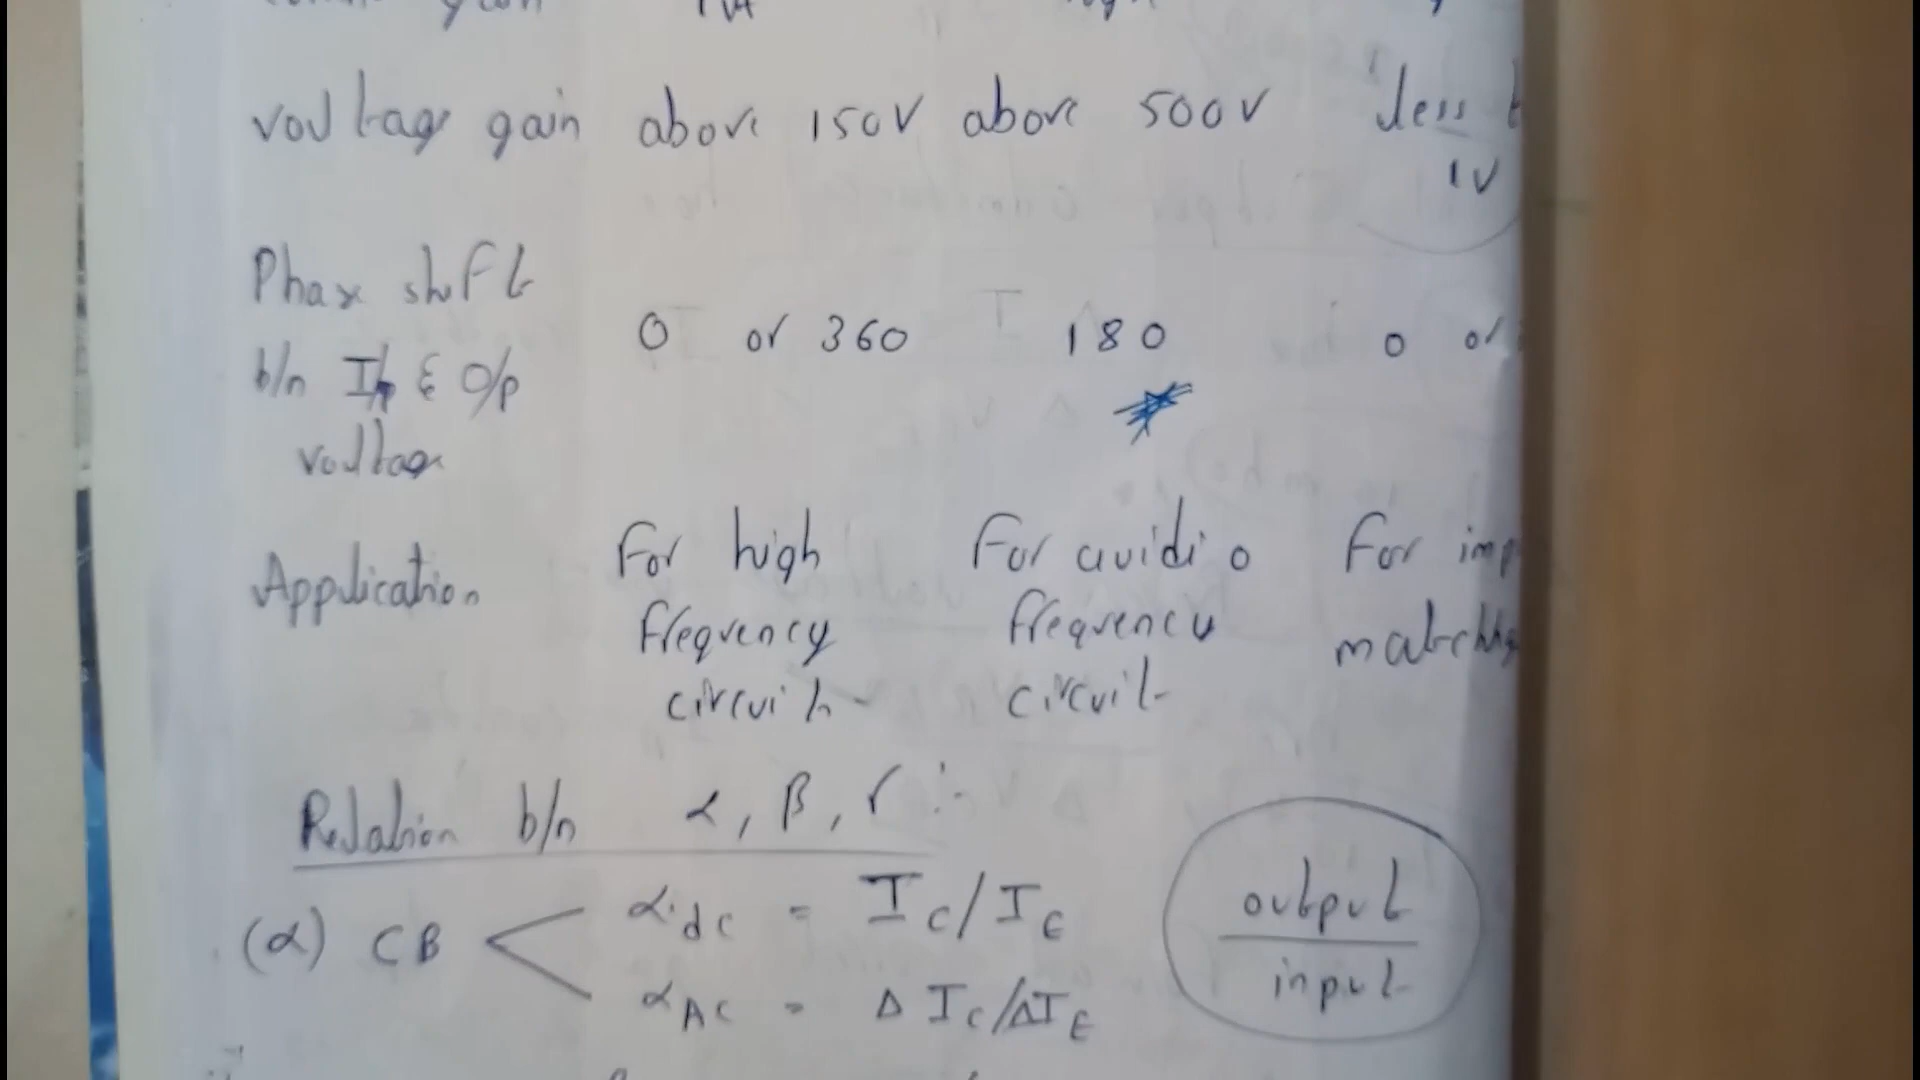 voltage gain above 150V above 500V less
1V
Phase shift
b/n I/p & O/p 0 or 360 180 0 or
voltage
Application For high For auidio For imp
frequency frequency matching
circuit circuit
Relation b/n α, β, γ :-
(α) CB < αdc = IC/IE
αAC = ΔIC/ΔIE
output
input